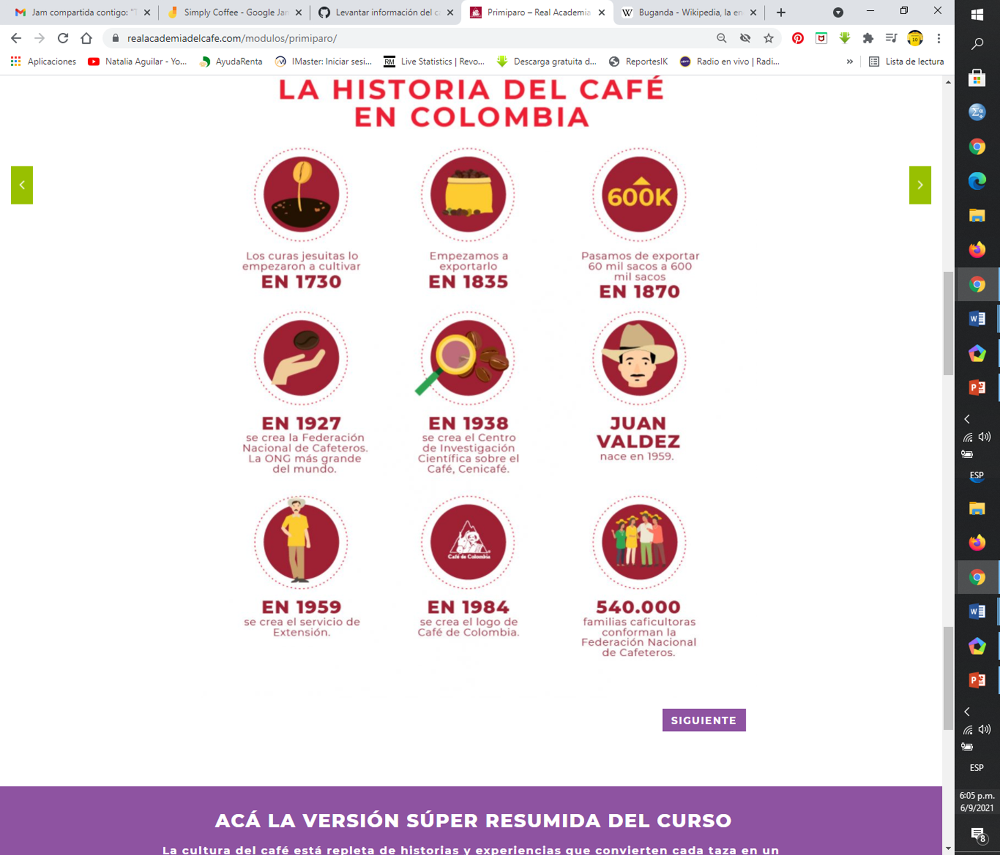 Jam compartida contigo: "T
Simply Coffee - Google Jan
Levantar información del ca
Primiparo – Real Academia
W Buganda - Wikipedia, la en
realacademiadelcafe.com/modulos/primiparo/
10
Aplicaciones
Natalia Aguilar - Yo...
AyudaRenta
IMaster: Iniciar sesi...
RM Live Statistics | Revo...
Descarga gratuita d...
ReportesIK
Radio en vivo | Radi...
»
Lista de lectura
LA HISTORIA DEL CAFÉ
EN COLOMBIA
Los curas jesuitas lo
empezaron a cultivar
EN 1730
Empezamos a
exportarlo
EN 1835
600K
Pasamos de exportar
60 mil sacos a 600
mil sacos
EN 1870
EN 1927
se crea la Federación
Nacional de Cafeteros.
La ONG más grande
del mundo.
EN 1938
se crea el Centro
de Investigación
Científica sobre el
Café, Cenicafé.
JUAN
VALDEZ
nace en 1959.
EN 1959
se crea el servicio de
Extensión.
Café de Colombia
EN 1984
se crea el logo de
Café de Colombia.
540.000
familias caficultoras
conforman la
Federación Nacional
de Cafeteros.
SIGUIENTE
ACÁ LA VERSIÓN SÚPER RESUMIDA DEL CURSO
La cultura del café está repleta de historias y experiencias que convierten cada taza en un
ESP
ESP
6:05 p.m.
6/9/2021
8